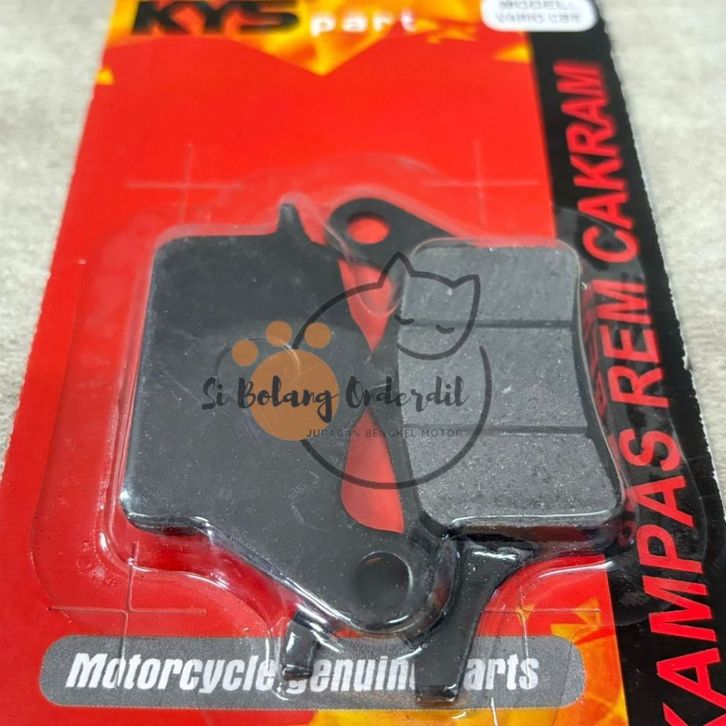 KYS
part
MODEL:
VARIO CBS
KAMPAS REM CAKRAM
Si Bolang Onderdil
JURAGAN BENGKEL MOTOR
Motorcycle genuine parts